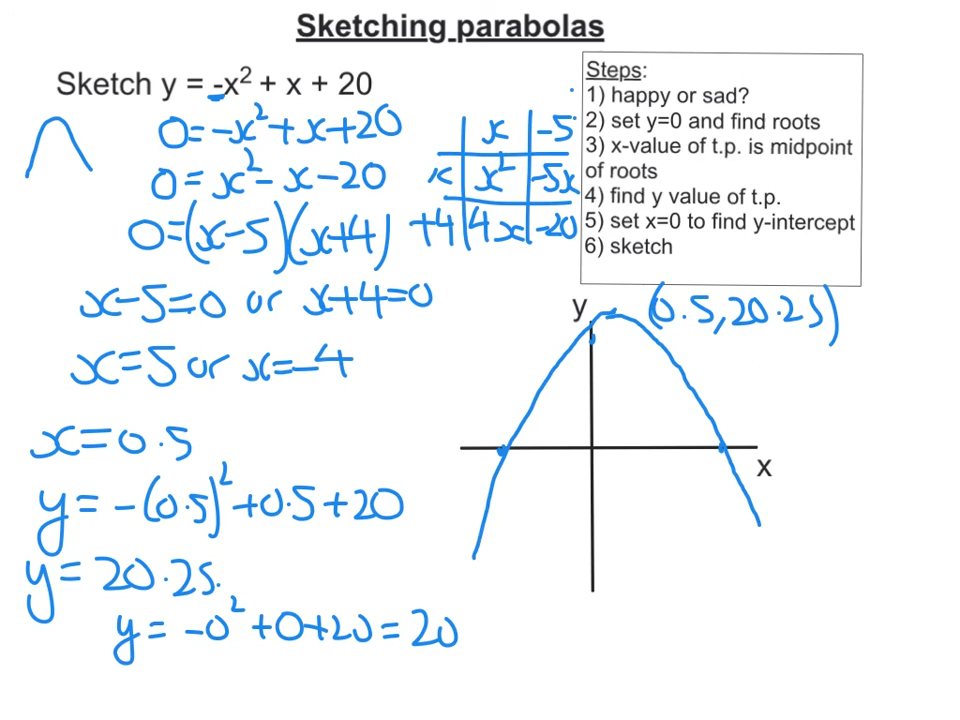 Sketching parabolas
Sketch y = -x² + x + 20
0=-x²+x+20
0=x²-x-20
0=(x-5)(x+4)
x-5=0 or x+4=0
x=5 or x=-4
x=0.5
y=-(0.5)²+0.5+20
y=20.25.
y=-0²+0+20=20
x -5
x x² -5x
+4 4x -20
Steps:
1) happy or sad?
2) set y=0 and find roots
3) x-value of t.p. is midpoint
of roots
4) find y value of t.p.
5) set x=0 to find y-intercept
6) sketch
y (0.5,20.25)
x